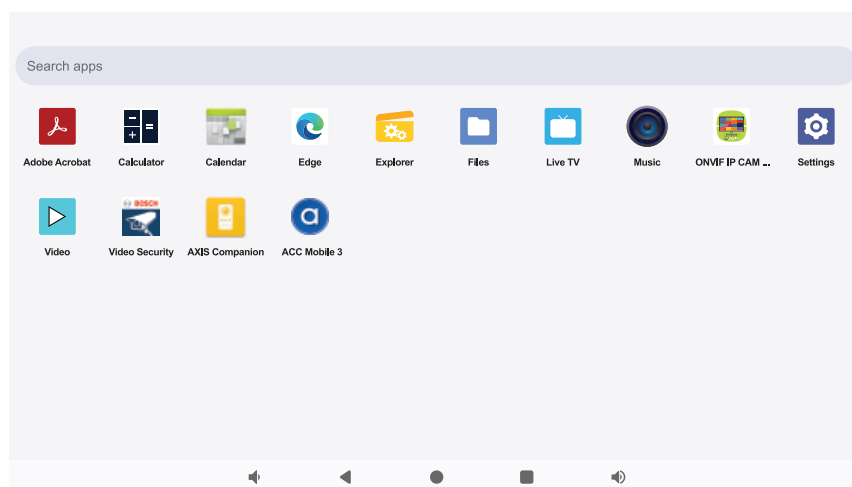 Search apps
Adobe Acrobat Calculator Calendar Edge Explorer Files Live TV Music ONVIF IP CAM ... Settings
BOSCH
Video Video Security AXIS Companion ACC Mobile 3